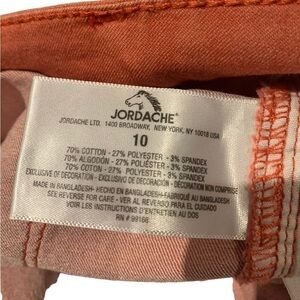 JORDACHE®
JORDACHE LTD. 1400 BROADWAY, NEW YORK, NY 10018 USA
10
70% COTTON - 27% POLYESTER - 3% SPANDEX
70% ALGODÓN - 27% POLIÉSTER - 3% SPANDEX
70% COTON - 27% POLYESTER - 3% SPANDEX
EXCLUSIVE OF DECORATION - EXCLUSIVO DE DECORACIÓN - DÉCORATION NON COMPRISE
MADE IN BANGLADESH - HECHO EN BANGLADESH - FABRIQUÉ AU BANGLADESH
SEE REVERSE FOR CARE - VER AL REVERSO PARA EL CUIDADO
VOIR LES INSTRUCTIONS D'ENTRETIEN AU DOS
RN # 99166